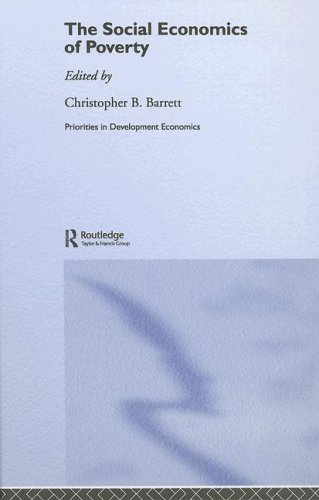 The Social Economics
of Poverty
Edited by
Christopher B. Barrett
Priorities in Development Economics
Routledge
Taylor & Francis Group